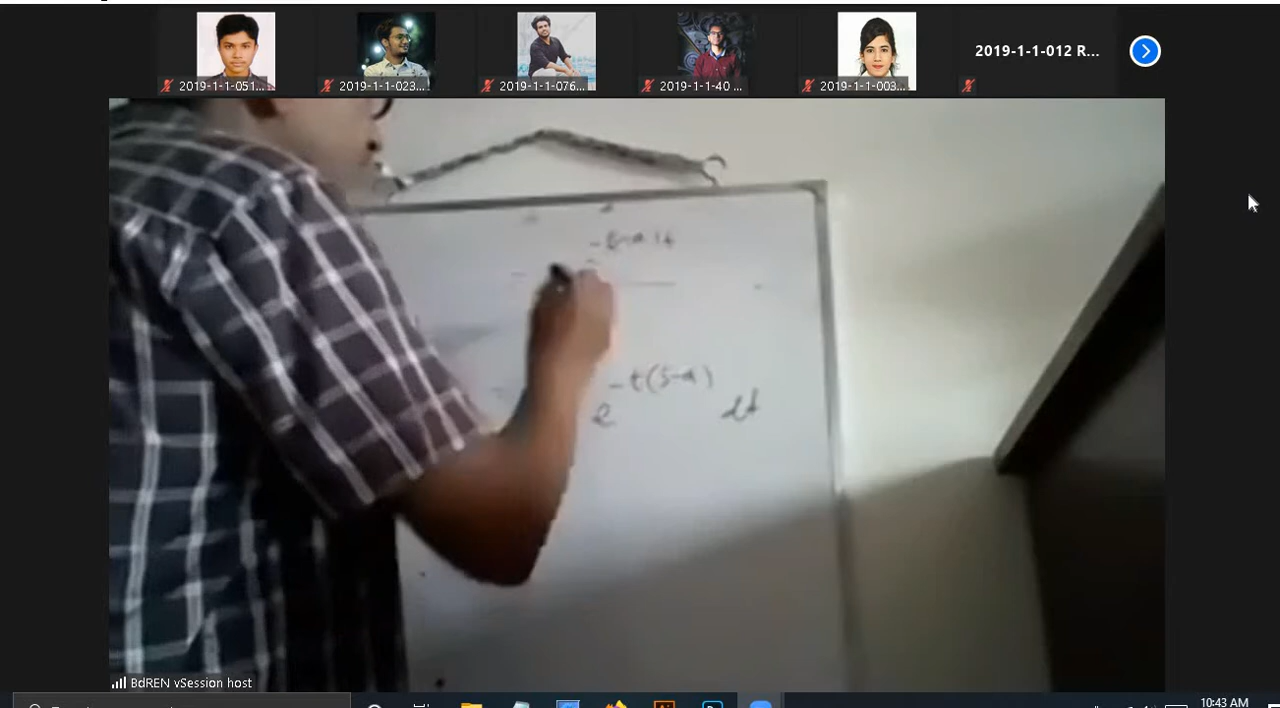 2019-1-1-051... 2019-1-1-023... 2019-1-1-076... 2019-1-1-40 ... 2019-1-1-003... 2019-1-1-012 R...
e^{-t(s-a)} dt
BdREN vSession host
10:43 AM